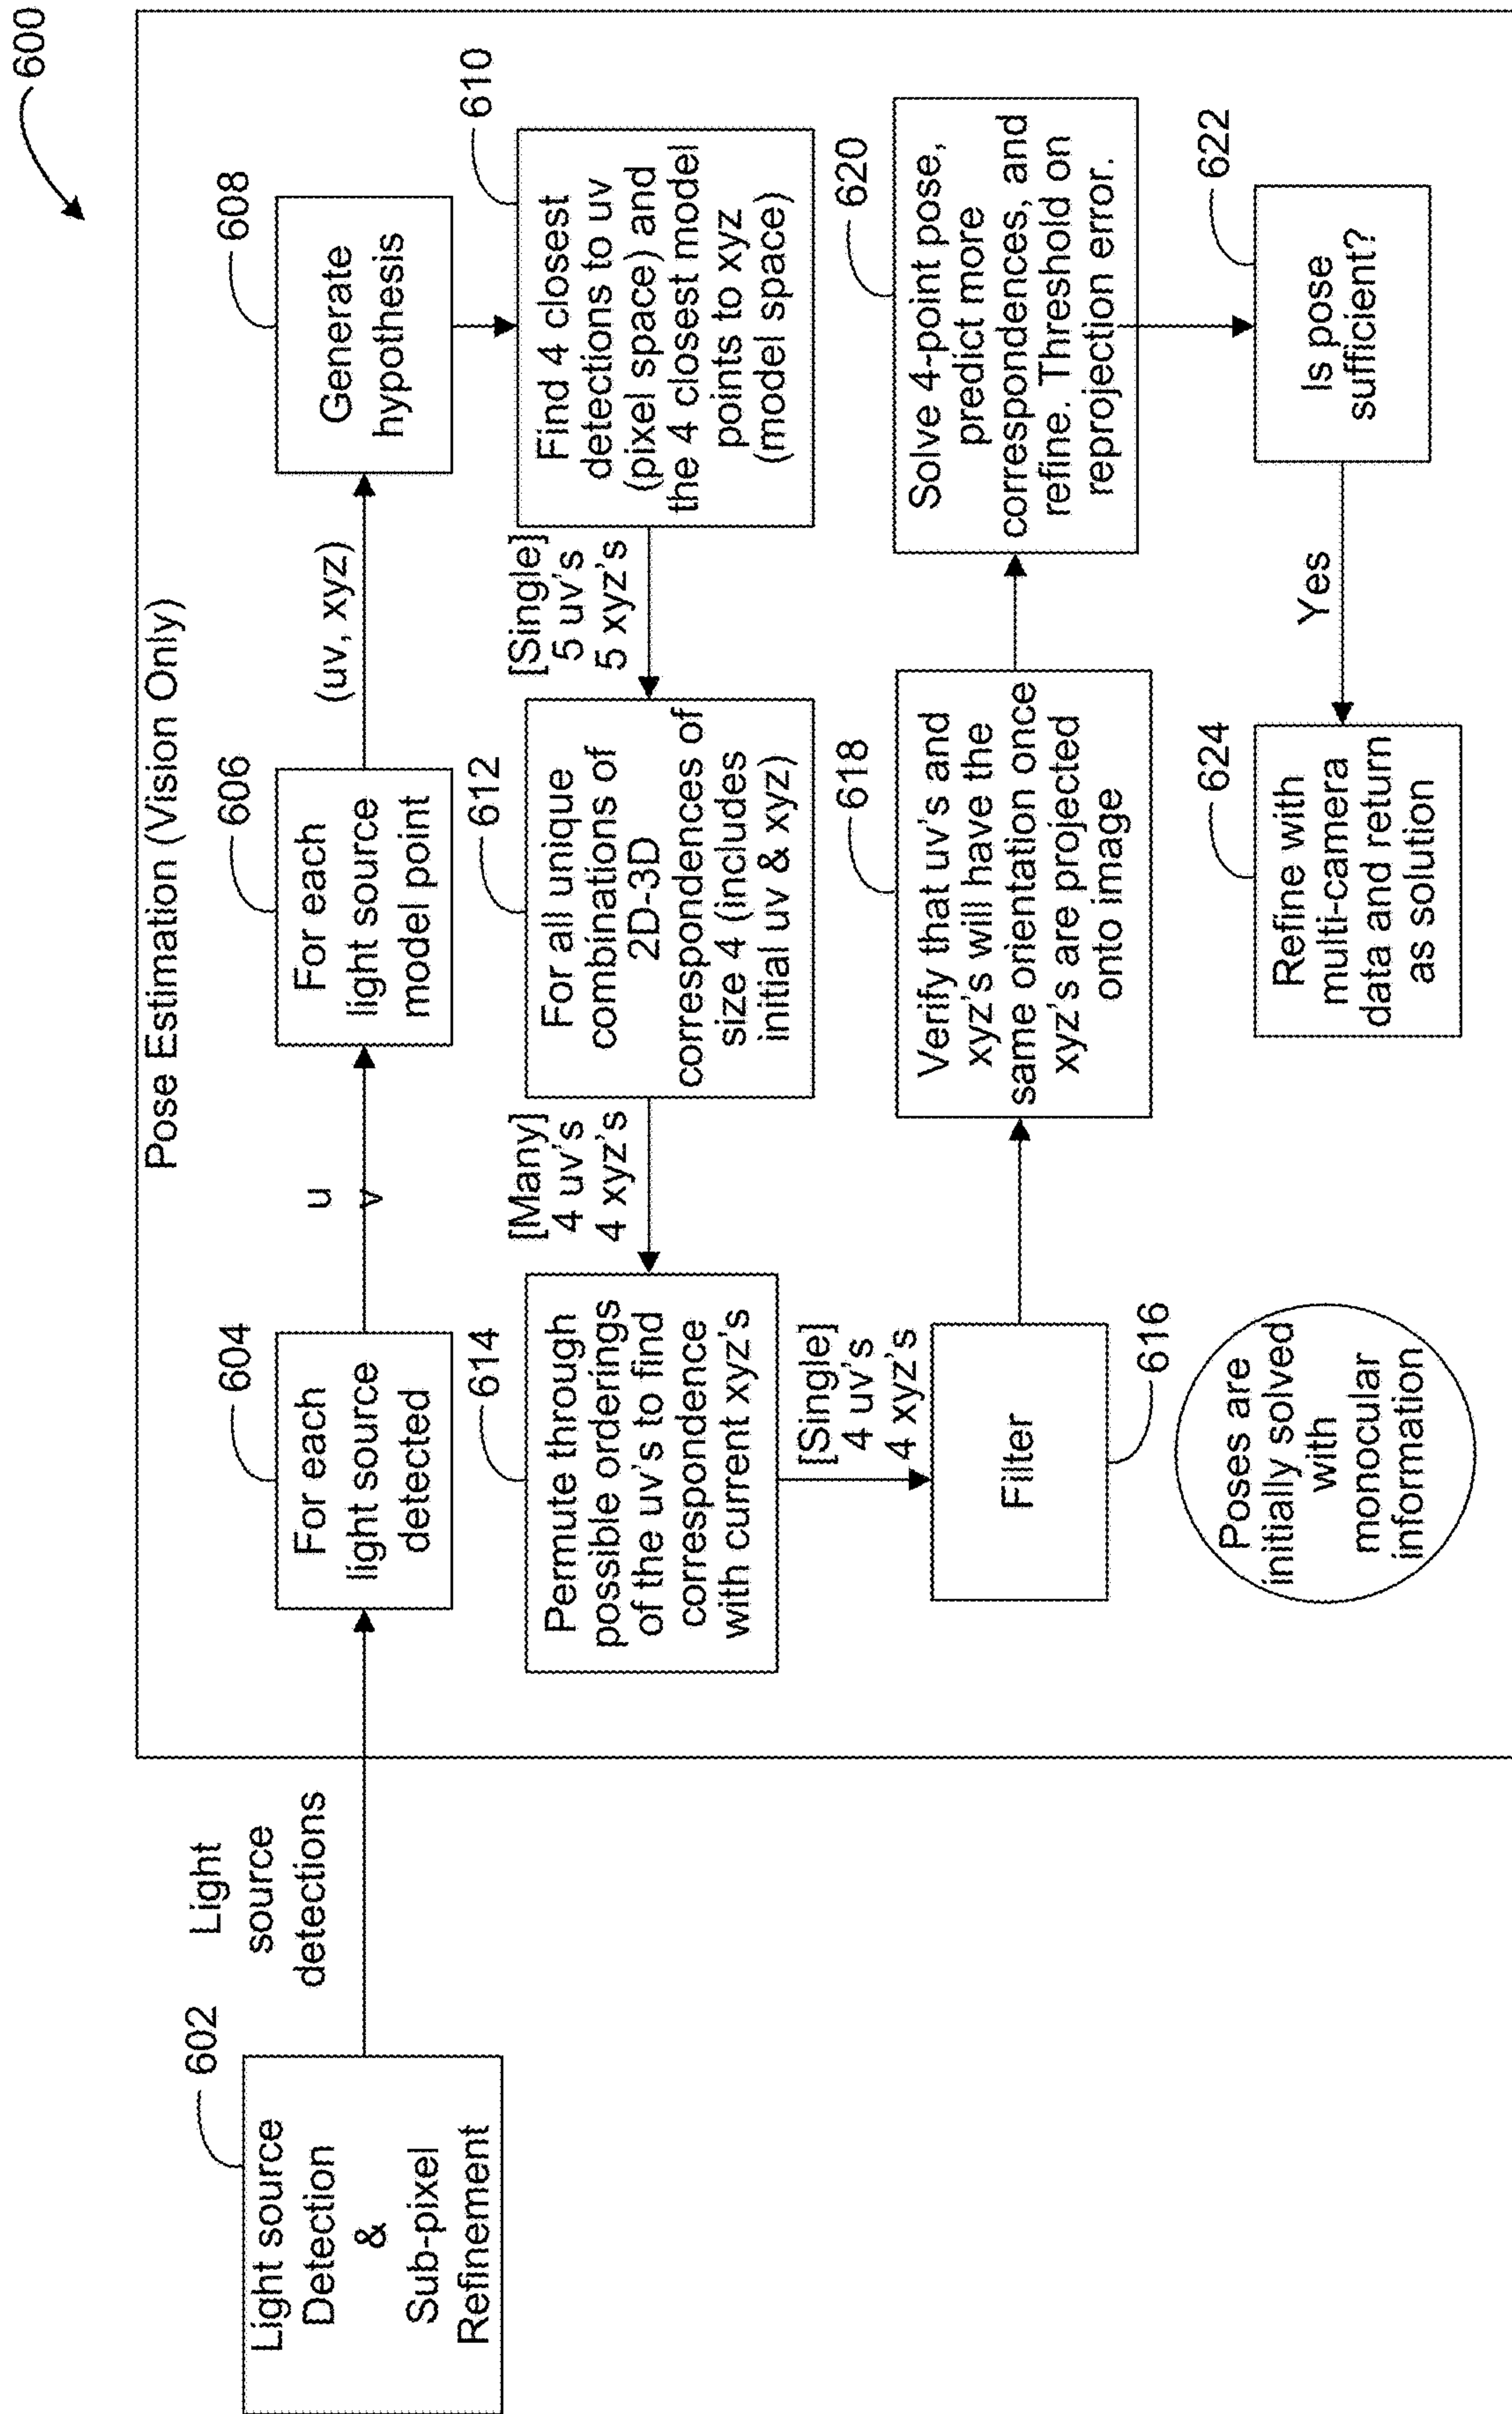 600
Pose Estimation (Vision Only)
602
Light source
Detection
&
Sub-pixel
Refinement
Light
source
detections
604
For each
light source
detected
u
v
606
For each
light source
model point
(uv, xyz)
608
Generate
hypothesis
610
Find 4 closest
detections to uv
(pixel space) and
the 4 closest model
points to xyz
(model space)
[Single]
5 uv's
5 xyz's
612
For all unique
combinations of
2D-3D
correspondences of
size 4 (includes
initial uv & xyz)
[Many]
4 uv's
4 xyz's
614
Permute through
possible orderings
of the uv's to find
correspondence
with current xyz's
[Single]
4 uv's
4 xyz's
Filter
616
618
Verify that uv's and
xyz's will have the
same orientation once
xyz's are projected
onto image
620
Solve 4-point pose,
predict more
correspondences, and
refine. Threshold on
reprojection error.
622
Is pose
sufficient?
Yes
624
Refine with
multi-camera
data and return
as solution
Poses are
initially solved
with
monocular
information